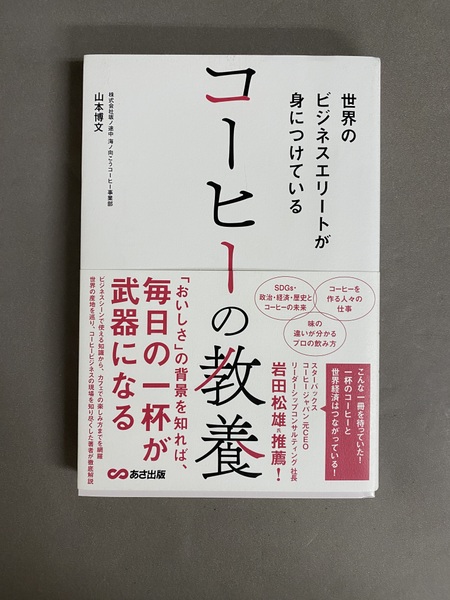 世界の
ビジネスエリートが
身につけている
コーヒーの教養
株式会社坂ノ途中 海ノ向こうコーヒー事業部
山本博文
SDGs・
政治・経済・歴史と
コーヒーの未来
コーヒーを
作る人々の
仕事
味の
違いが分かる
プロの飲み方
こんな一冊を待っていた！
一杯のコーヒーと
世界経済はつながっている！
スターバックス
コーヒージャパン 元CEO
リーダーシップコンサルティング 社長
岩田松雄氏推薦！
「おいしさ」の背景を知れば、
毎日の一杯が
武器になる
ビジネスシーンで使える知識から、カフェでの楽しみ方までを網羅
世界の産地を巡り、コーヒービジネスの現場を知り尽くした著者が徹底解説
あさ出版